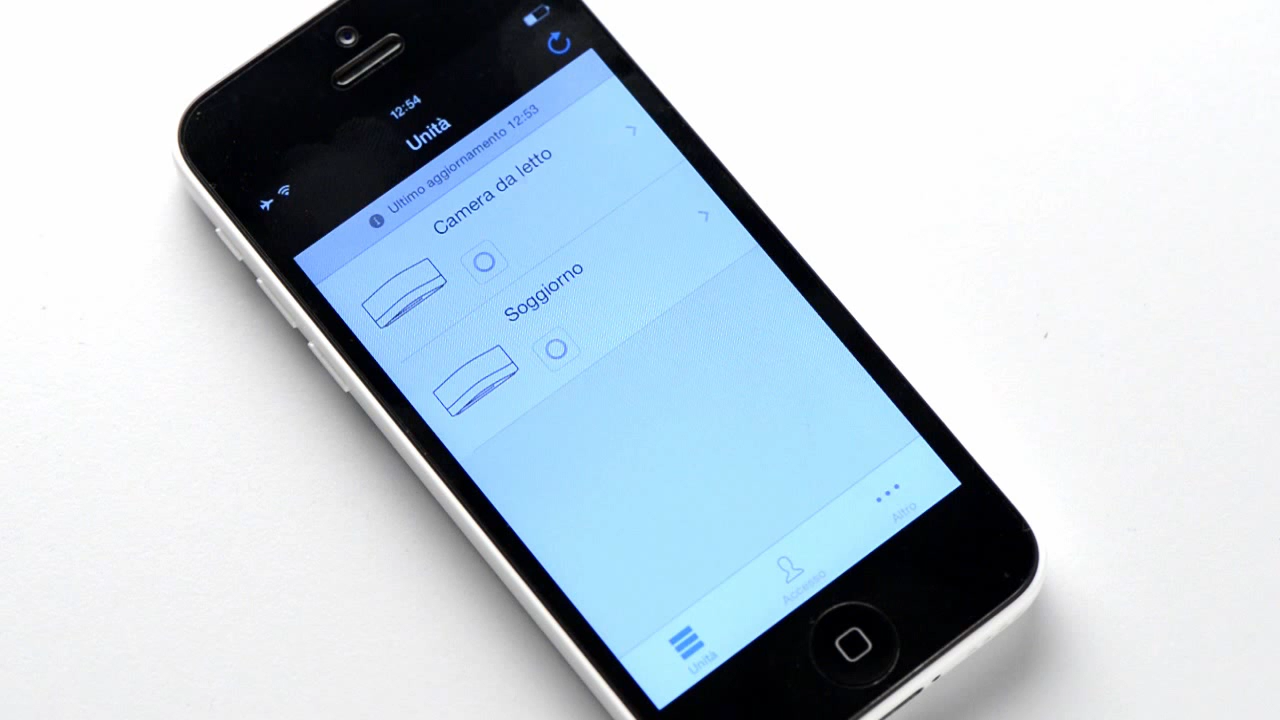 12:54
Unità
Ultimo aggiornamento 12:53
Camera da letto
Soggiorno
Unità
Accesso
Altro